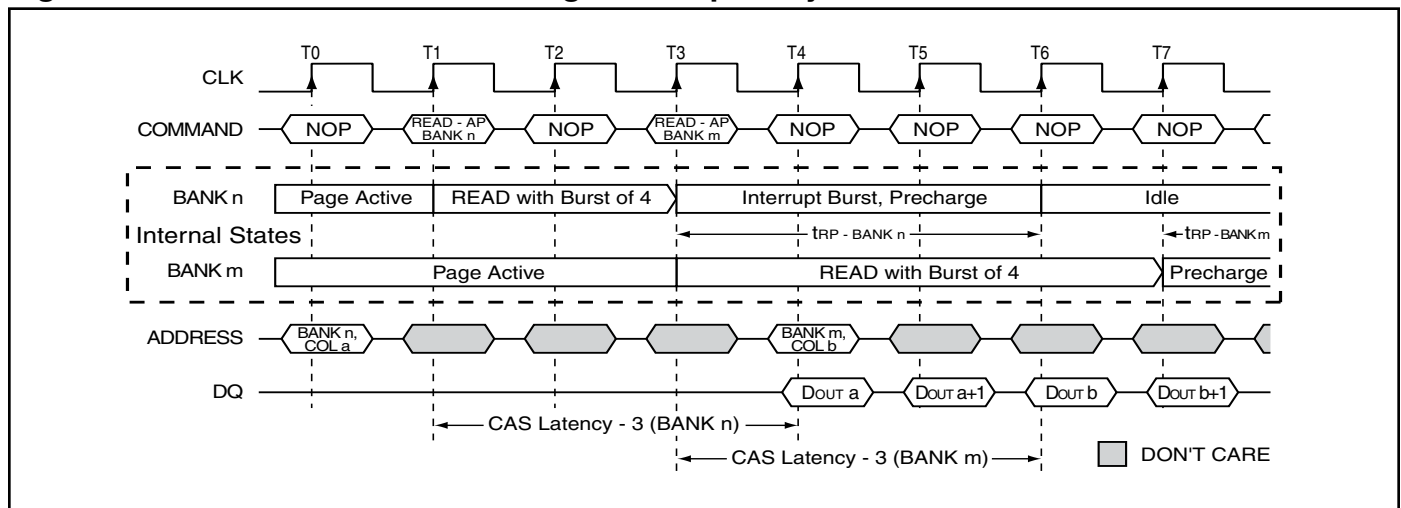 T0 T1 T2 T3 T4 T5 T6 T7
CLK
COMMAND NOP READ - AP BANK n NOP READ - AP BANK m NOP NOP NOP NOP
BANK n Page Active READ with Burst of 4 Interrupt Burst, Precharge Idle
Internal States tRP - BANK n tRP - BANK m
BANK m Page Active READ with Burst of 4 Precharge
ADDRESS BANK n, COL a BANK m, COL b
DQ DOUT a DOUT a+1 DOUT b DOUT b+1
CAS Latency - 3 (BANK n)
CAS Latency - 3 (BANK m) DON'T CARE